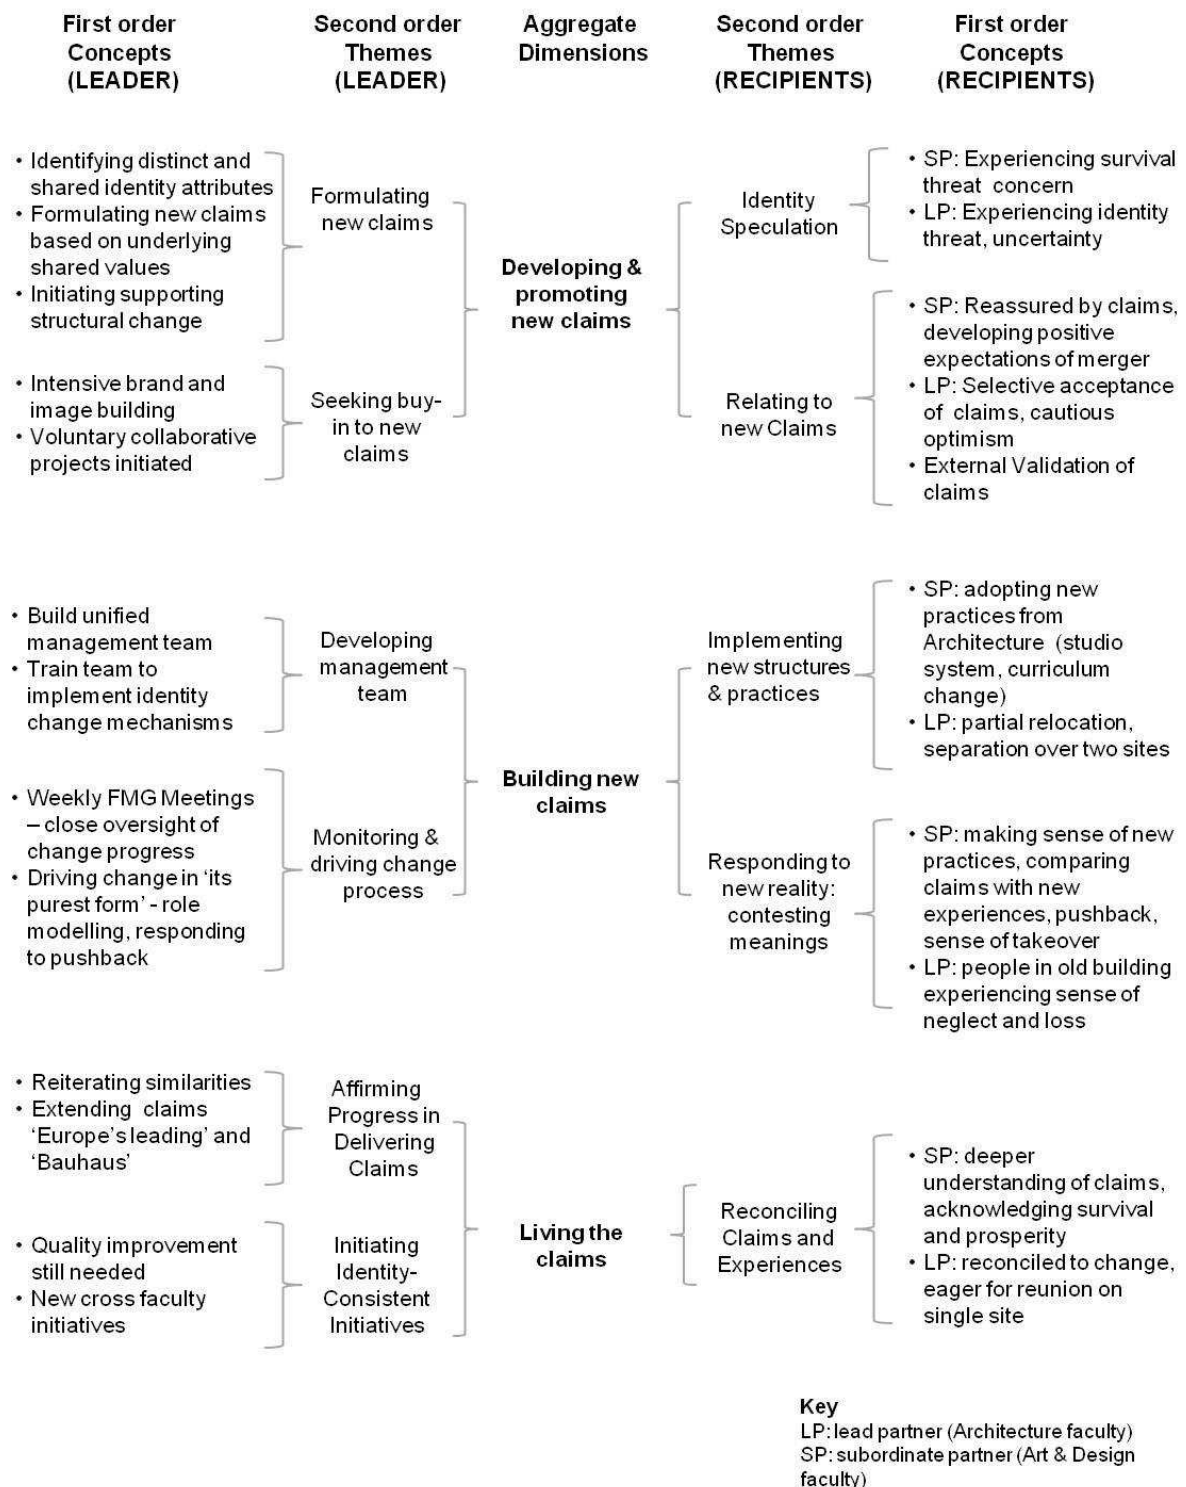 First order
Concepts
(LEADER)
Second order
Themes
(LEADER)
Aggregate
Dimensions
Second order
Themes
(RECIPIENTS)
First order
Concepts
(RECIPIENTS)
• Identifying distinct and
shared identity attributes
• Formulating new claims
based on underlying
shared values
• Initiating supporting
structural change
Formulating
new claims
• Intensive brand and
image building
• Voluntary collaborative
projects initiated
Seeking buy-
in to new
claims
Developing &
promoting
new claims
Identity
Speculation
• SP: Experiencing survival
threat concern
• LP: Experiencing identity
threat, uncertainty
Relating to
new Claims
• SP: Reassured by claims,
developing positive
expectations of merger
• LP: Selective acceptance
of claims, cautious
optimism
• External Validation of
claims
• Build unified
management team
• Train team to
implement identity
change mechanisms
Developing
management
team
• Weekly FMG Meetings
– close oversight of
change progress
• Driving change in ‘its
purest form’ - role
modelling, responding
to pushback
Monitoring &
driving change
process
Building new
claims
Implementing
new structures
& practices
• SP: adopting new
practices from
Architecture (studio
system, curriculum
change)
• LP: partial relocation,
separation over two sites
Responding to
new reality:
contesting
meanings
• SP: making sense of new
practices, comparing
claims with new
experiences, pushback,
sense of takeover
• LP: people in old building
experiencing sense of
neglect and loss
• Reiterating similarities
• Extending claims
‘Europe’s leading’ and
‘Bauhaus’
Affirming
Progress in
Delivering
Claims
• Quality improvement
still needed
• New cross faculty
initiatives
Initiating
Identity-
Consistent
Initiatives
Living the
claims
Reconciling
Claims and
Experiences
• SP: deeper
understanding of claims,
acknowledging survival
and prosperity
• LP: reconciled to change,
eager for reunion on
single site
Key
LP: lead partner (Architecture faculty)
SP: subordinate partner (Art & Design
faculty)